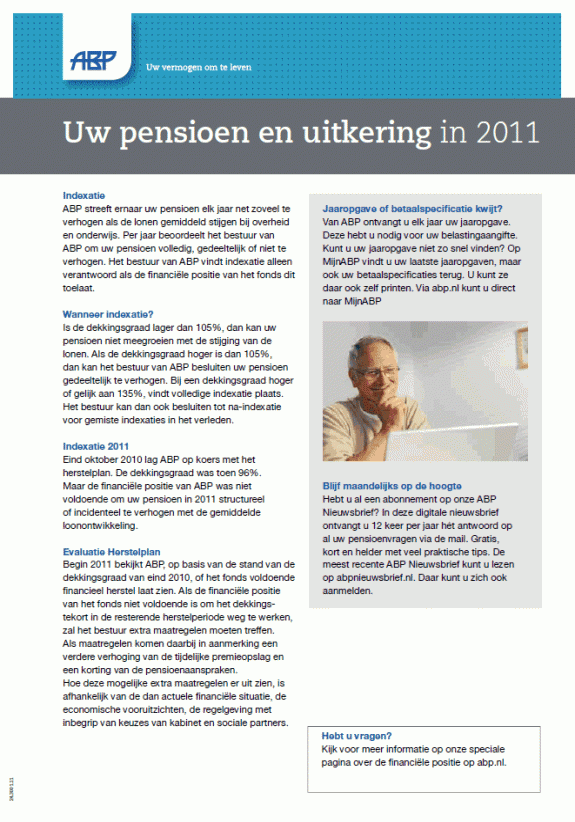 ABP
Uw vermogen om te leven
Uw pensioen en uitkering in 2011
Indexatie
ABP streeft ernaar uw pensioen elk jaar net zoveel te
verhogen als de lonen gemiddeld stijgen bij overheid
en onderwijs. Per jaar beoordeelt het bestuur van
ABP om uw pensioen volledig, gedeeltelijk of niet te
verhogen. Het bestuur van ABP vindt indexatie alleen
verantwoord als de financiële positie van het fonds dit
toelaat.
Wanneer indexatie?
Is de dekkingsgraad lager dan 105%, dan kan uw
pensioen niet meegroeien met de stijging van de
lonen. Als de dekkingsgraad hoger is dan 105%,
dan kan het bestuur van ABP besluiten uw pensioen
gedeeltelijk te verhogen. Bij een dekkingsgraad hoger
of gelijk aan 135%, vindt volledige indexatie plaats.
Het bestuur kan dan ook besluiten tot na-indexatie
voor gemiste indexaties in het verleden.
Indexatie 2011
Eind oktober 2010 lag ABP op koers met het
herstelplan. De dekkingsgraad was toen 96%.
Maar de financiële positie van ABP was niet
voldoende om uw pensioen in 2011 structureel
of incidenteel te verhogen met de gemiddelde
loonontwikkeling.
Evaluatie Herstelplan
Begin 2011 bekijkt ABP, op basis van de stand van de
dekkingsgraad van eind 2010, of het fonds voldoende
financieel herstel laat zien. Als de financiële positie
van het fonds niet voldoende is om het dekkings-
tekort in de resterende herstelperiode weg te werken,
zal het bestuur extra maatregelen moeten treffen.
Als maatregelen komen daarbij in aanmerking een
verdere verhoging van de tijdelijke premieopslag en
een korting van de pensioenaanspraken.
Hoe deze mogelijke extra maatregelen er uit zien, is
afhankelijk van de dan actuele financiële situatie, de
economische vooruitzichten, de regelgeving met
inbegrip van keuzes van kabinet en sociale partners.
Jaaropgave of betaalspecificatie kwijt?
Van ABP ontvangt u elk jaar uw jaaropgave.
Deze hebt u nodig voor uw belastingaangifte.
Kunt u uw jaaropgave niet zo snel vinden? Op
MijnABP vindt u uw laatste jaaropgaven, maar
ook uw betaalspecificaties terug. U kunt ze
daar ook zelf printen. Via abp.nl kunt u direct
naar MijnABP
Blijf maandelijks op de hoogte
Hebt u al een abonnement op onze ABP
Nieuwsbrief? In deze digitale nieuwsbrief
ontvangt u 12 keer per jaar hét antwoord op
al uw pensioenvragen via de mail. Gratis,
kort en helder met veel praktische tips. De
meest recente ABP Nieuwsbrief kunt u lezen
op abpnieuwsbrief.nl. Daar kunt u zich ook
aanmelden.
Hebt u vragen?
Kijk voor meer informatie op onze speciale
pagina over de financiële positie op abp.nl.